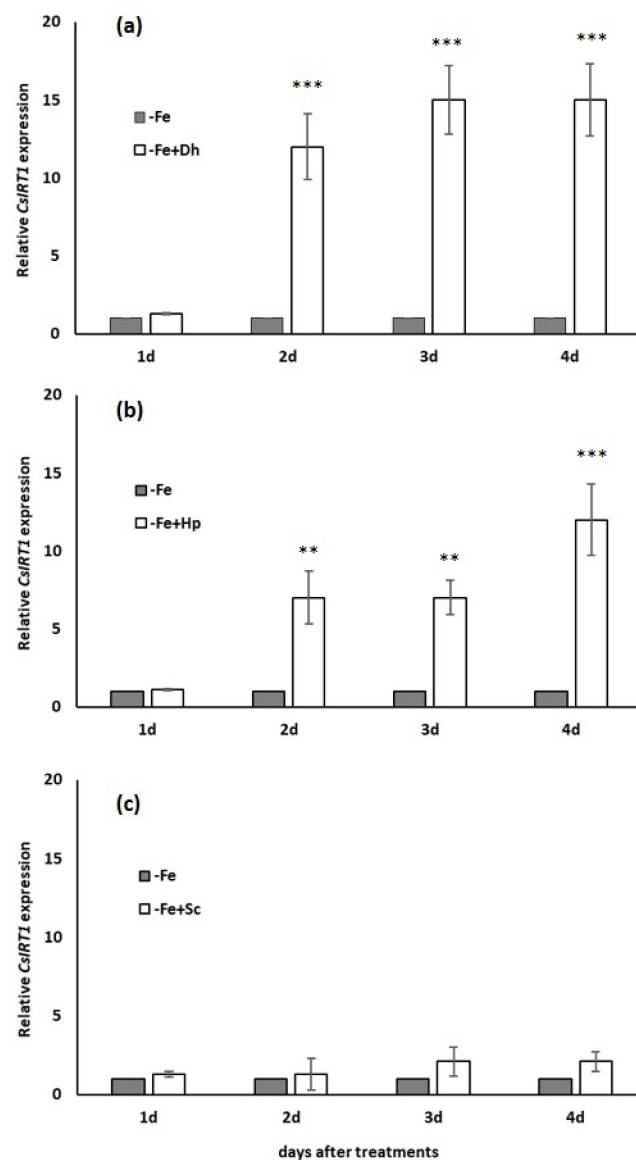 (a)
20
15
10
5
0
Relative CsIRT1 expression
-Fe
-Fe+Dh
***
***
***
1d
2d
3d
4d
(b)
20
15
10
5
0
Relative CsIRT1 expression
-Fe
-Fe+Hp
**
**
***
1d
2d
3d
4d
(c)
20
15
10
5
0
Relative CsIRT1 expression
-Fe
-Fe+Sc
1d
2d
3d
4d
days after treatments